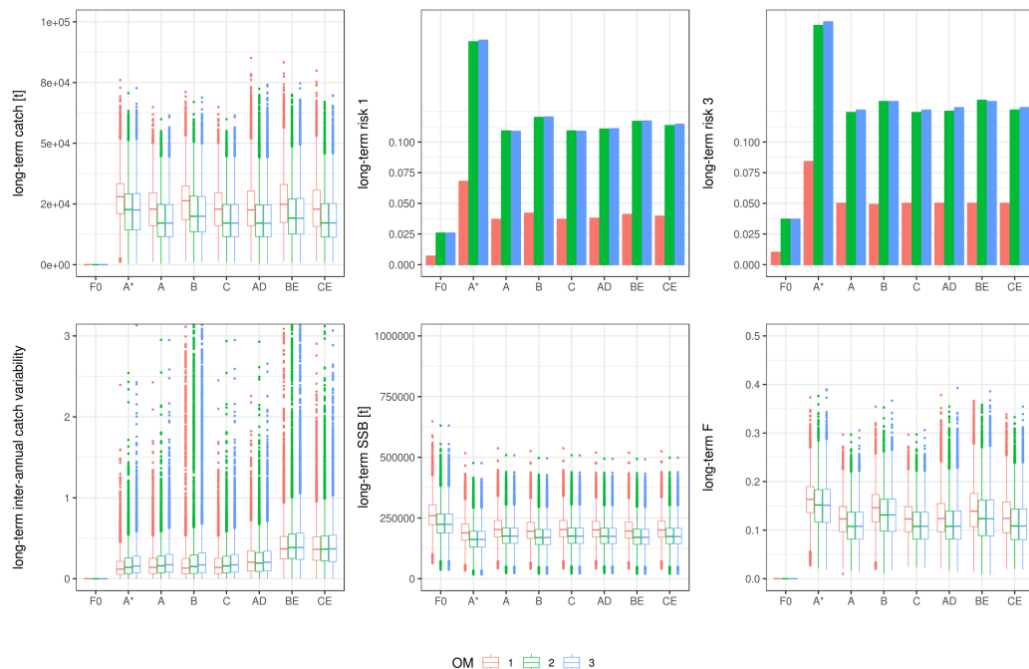 long-term catch [t]
1e+05
8e+04
5e+04
2e+04
0e+00
F0 A* A B C AD BE CE
long-term risk 1
0.100
0.075
0.050
0.025
0.000
F0 A* A B C AD BE CE
long-term risk 3
0.100
0.075
0.050
0.025
0.000
F0 A* A B C AD BE CE
long-term inter-annual catch variability
3
2
1
0
F0 A* A B C AD BE CE
long-term SSB [t]
1000000
750000
500000
250000
0
F0 A* A B C AD BE CE
long-term F
0.5
0.4
0.3
0.2
0.1
0.0
F0 A* A B C AD BE CE
OM 1 2 3